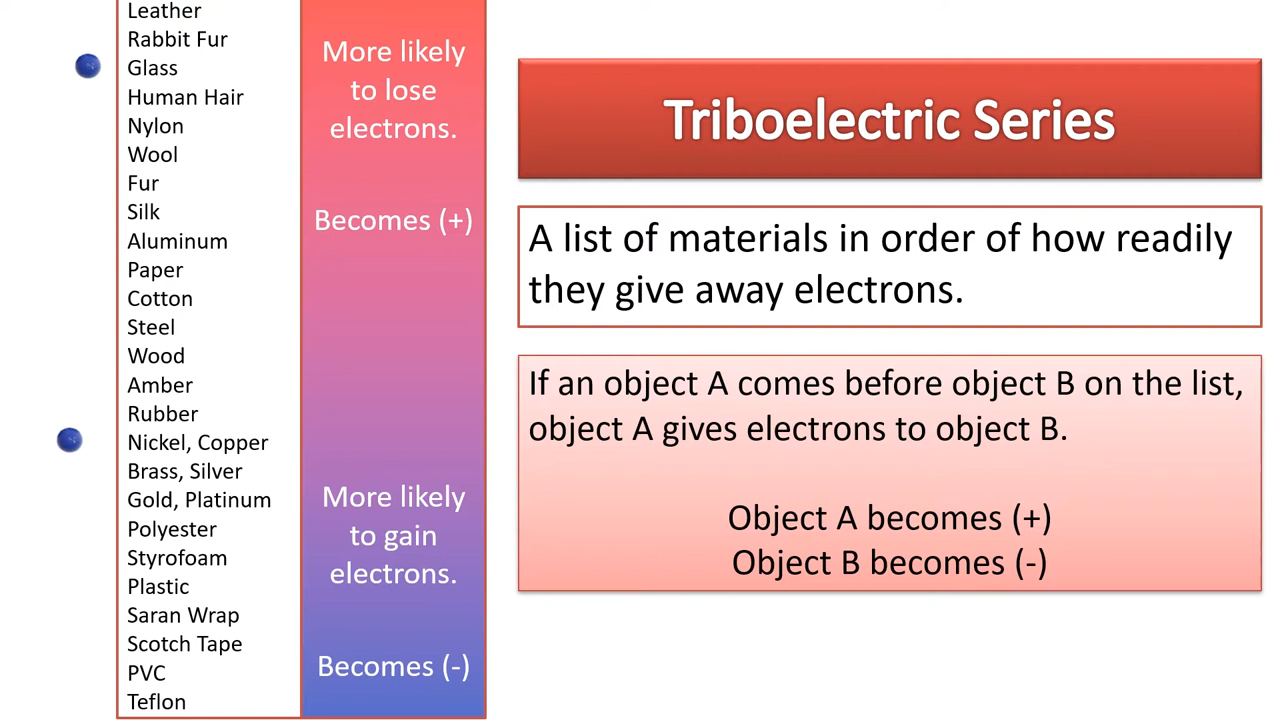 Leather
Rabbit Fur
Glass
Human Hair
Nylon
Wool
Fur
Silk
Aluminum
Paper
Cotton
Steel
Wood
Amber
Rubber
Nickel, Copper
Brass, Silver
Gold, Platinum
Polyester
Styrofoam
Plastic
Saran Wrap
Scotch Tape
PVC
Teflon
More likely
to lose
electrons.
Becomes (+)
More likely
to gain
electrons.
Becomes (-)
Triboelectric Series
A list of materials in order of how readily
they give away electrons.
If an object A comes before object B on the list,
object A gives electrons to object B.
Object A becomes (+)
Object B becomes (-)